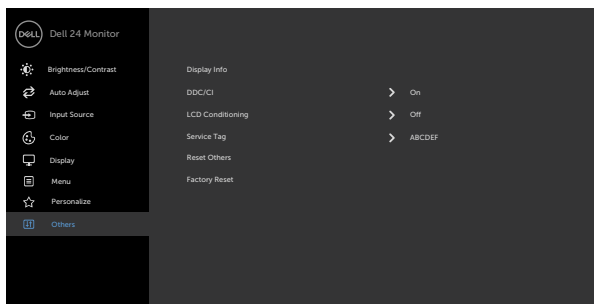 DELL Dell 24 Monitor
Brightness/Contrast
Auto Adjust
Input Source
Color
Display
Menu
Personalize
Others
Display Info
DDC/CI On
LCD Conditioning Off
Service Tag ABCDEF
Reset Others
Factory Reset